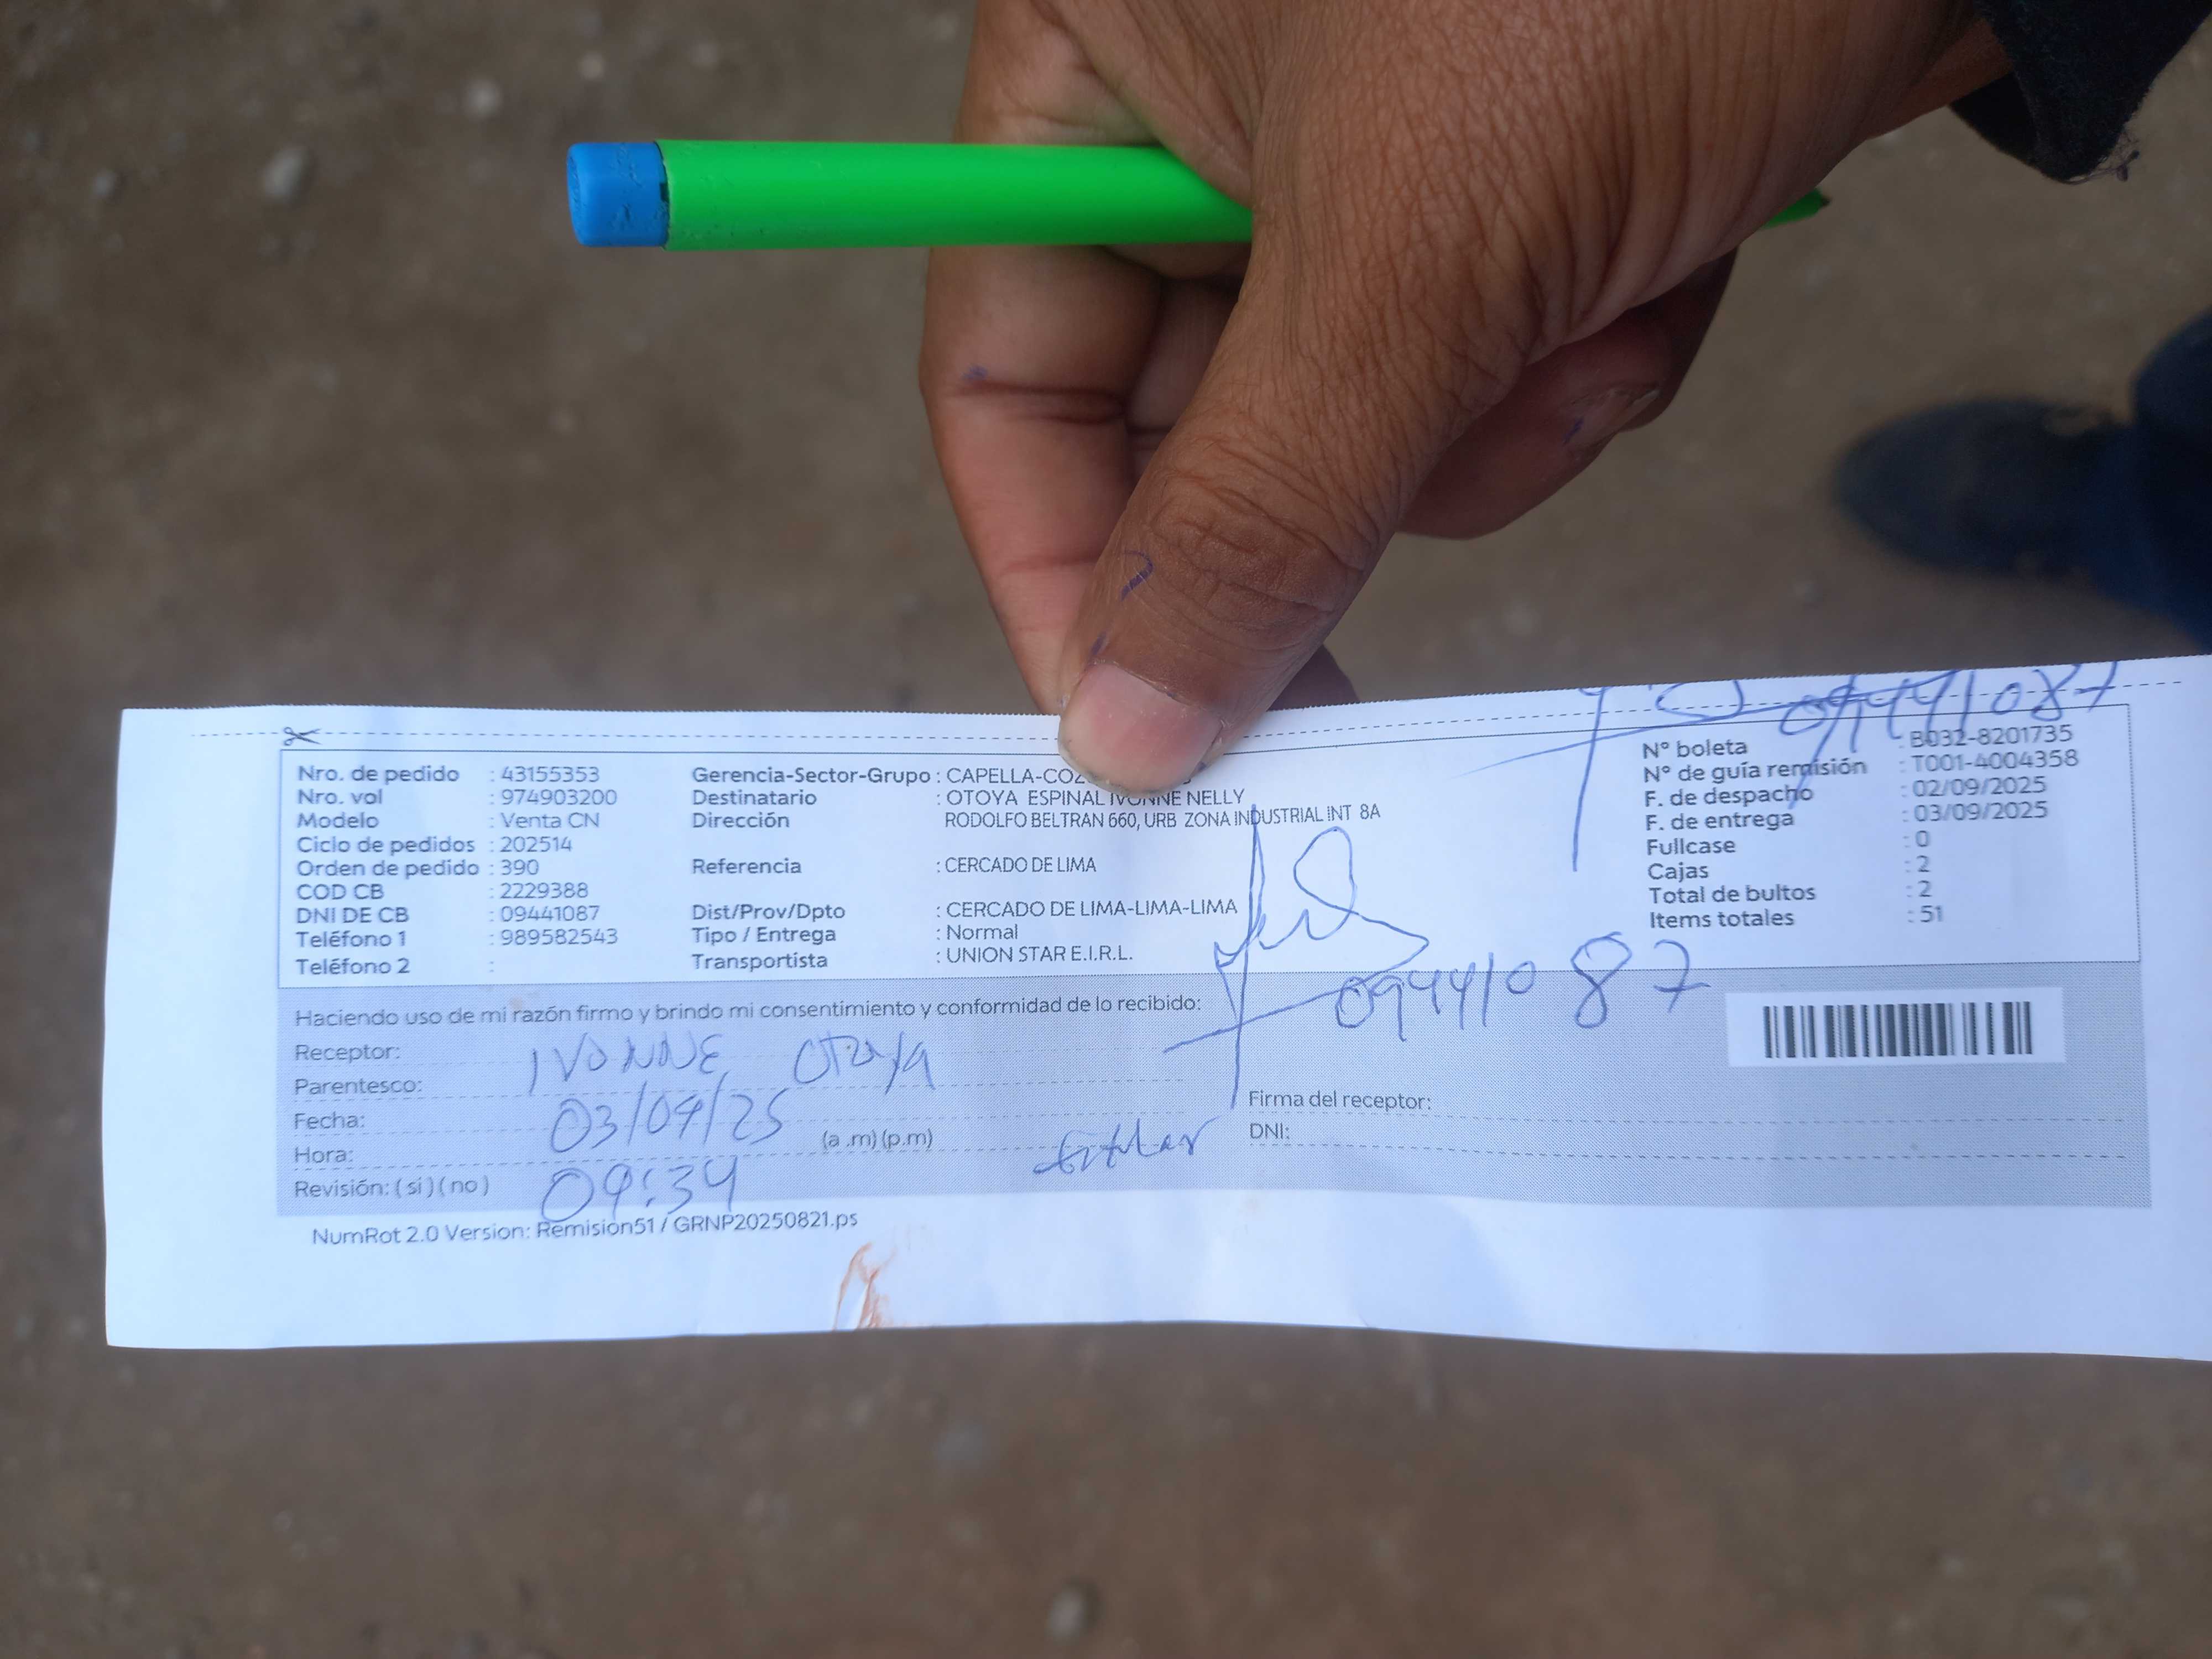 09441087
Nro. de pedido : 43155353
Nro. vol : 974903200
Modelo : Venta CN
Ciclo de pedidos : 202514
Orden de pedido : 390
COD CB : 2229388
DNI DE CB : 09441087
Teléfono 1 : 989582543
Teléfono 2 :
Gerencia-Sector-Grupo : CAPELLA-
Destinatario : OTOYA ESPINAL IVONNE NELLY
Dirección RODOLFO BELTRAN 660, URB ZONA INDUSTRIAL INT 8A
Referencia : CERCADO DE LIMA
Dist/Prov/Dpto : CERCADO DE LIMA-LIMA-LIMA
Tipo / Entrega : Normal
Transportista : UNION STAR E.I.R.L.
N° boleta : B032-8201735
N° de guía remisión : T001-4004358
F. de despacho : 02/09/2025
F. de entrega : 03/09/2025
Fullcase : 0
Cajas : 2
Total de bultos : 2
Items totales : 51
09441087
Haciendo uso de mi razón firmo y brindo mi consentimiento y conformidad de lo recibido:
Receptor: IVONNE OTOYA
Parentesco:
Fecha: 03/09/25
Hora: (a.m) (p.m)
Revisión: ( si ) ( no ) 09:34
titular
Firma del receptor:
DNI:
NumRot 2.0 Version: Remision51 / GRNP20250821.ps